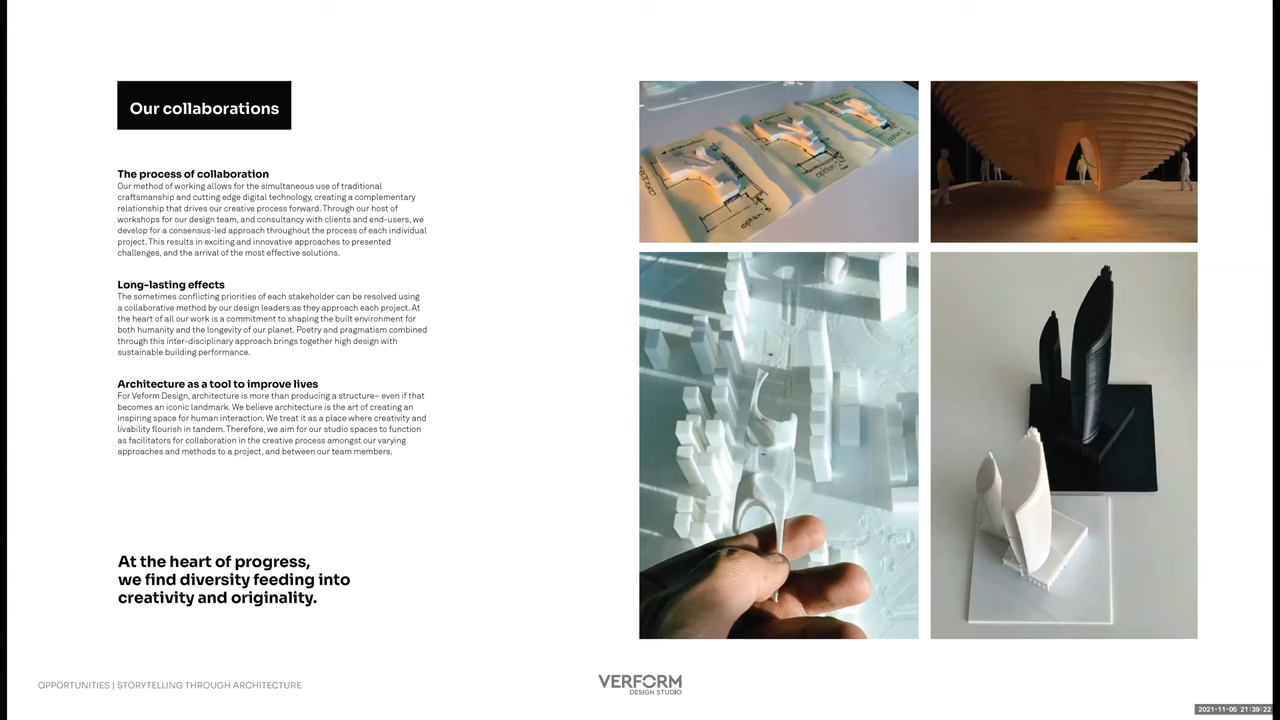 Our collaborations
The process of collaboration
Our method of working allows for the simultaneous use of traditional
craftsmanship and cutting edge digital technology, creating a complementary
relationship that drives our creative process forward. Through our host of
workshops for our design team, and consultancy with clients and end-users, we
develop for a consensus-led approach throughout the process of each individual
project. This results in exciting and innovative approaches to presented
challenges, and the arrival of the most effective solutions.
Long-lasting effects
The sometimes conflicting priorities of each stakeholder can be resolved using
a collaborative method by our design leaders as they approach each project. At
the heart of all our work is a commitment to shaping the built environment for
both humanity and the longevity of our planet. Poetry and pragmatism combined
through this inter-disciplinary approach brings together high design with
sustainable building performance.
Architecture as a tool to improve lives
For Veform Design, architecture is more than producing a structure– even if that
becomes an iconic landmark. We believe architecture is the art of creating an
inspiring space for human interaction. We treat it as a place where creativity and
livability flourish in tandem. Therefore, we aim for our studio spaces to function
as facilitators for collaboration in the creative process amongst our varying
approaches and methods to a project, and between our team members.
At the heart of progress,
we find diversity feeding into
creativity and originality.
OPPORTUNITIES | STORYTELLING THROUGH ARCHITECTURE
VERFORM
DESIGN STUDIO
2021-11-05 21:39:22